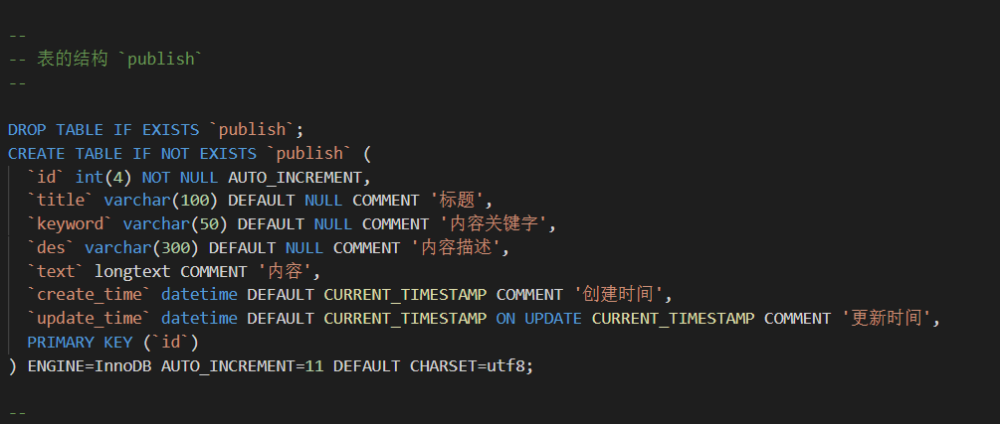 --
-- 表的结构 `publish`
--
DROP TABLE IF EXISTS `publish`;
CREATE TABLE IF NOT EXISTS `publish` (
  `id` int(4) NOT NULL AUTO_INCREMENT,
  `title` varchar(100) DEFAULT NULL COMMENT '标题',
  `keyword` varchar(50) DEFAULT NULL COMMENT '内容关键字',
  `des` varchar(300) DEFAULT NULL COMMENT '内容描述',
  `text` longtext COMMENT '内容',
  `create_time` datetime DEFAULT CURRENT_TIMESTAMP COMMENT '创建时间',
  `update_time` datetime DEFAULT CURRENT_TIMESTAMP ON UPDATE CURRENT_TIMESTAMP COMMENT '更新时间',
  PRIMARY KEY (`id`)
) ENGINE=InnoDB AUTO_INCREMENT=11 DEFAULT CHARSET=utf8;
--